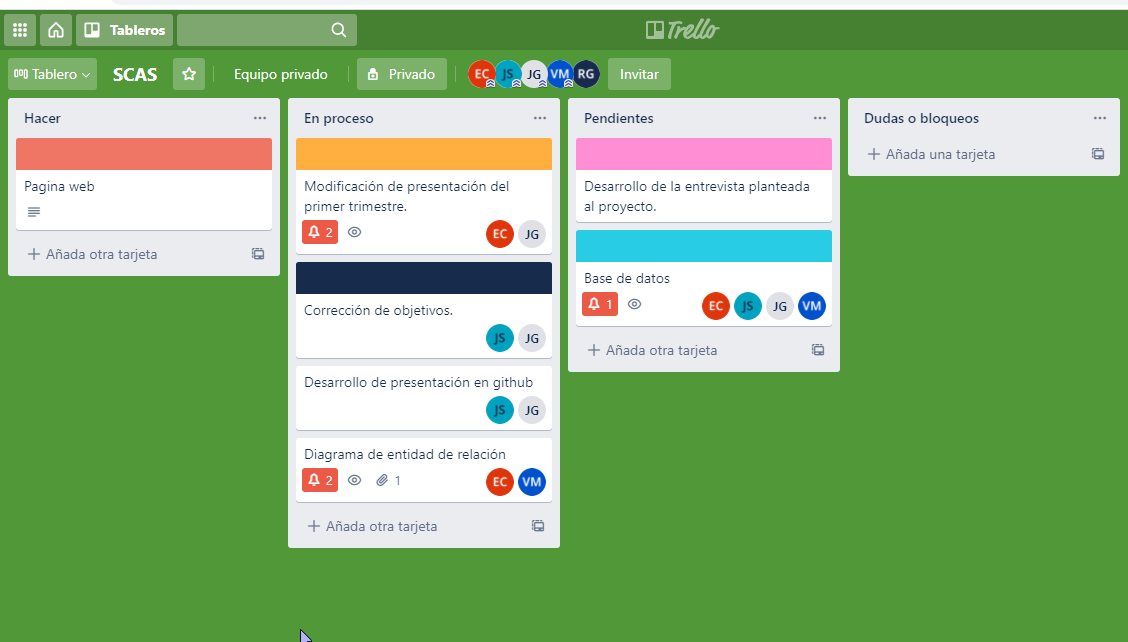 Tableros
Trello
Tablero
SCAS
Equipo privado
Privado
EC JS JG VM RG
Invitar
Hacer
Pagina web
Añada otra tarjeta
En proceso
Modificación de presentación del
primer trimestre.
2
EC JG
Corrección de objetivos.
JS JG
Desarrollo de presentación en github
JS JG
Diagrama de entidad de relación
2 1
EC VM
Añada otra tarjeta
Pendientes
Desarrollo de la entrevista planteada
al proyecto.
Base de datos
1
EC JS JG VM
Añada otra tarjeta
Dudas o bloqueos
Añada una tarjeta